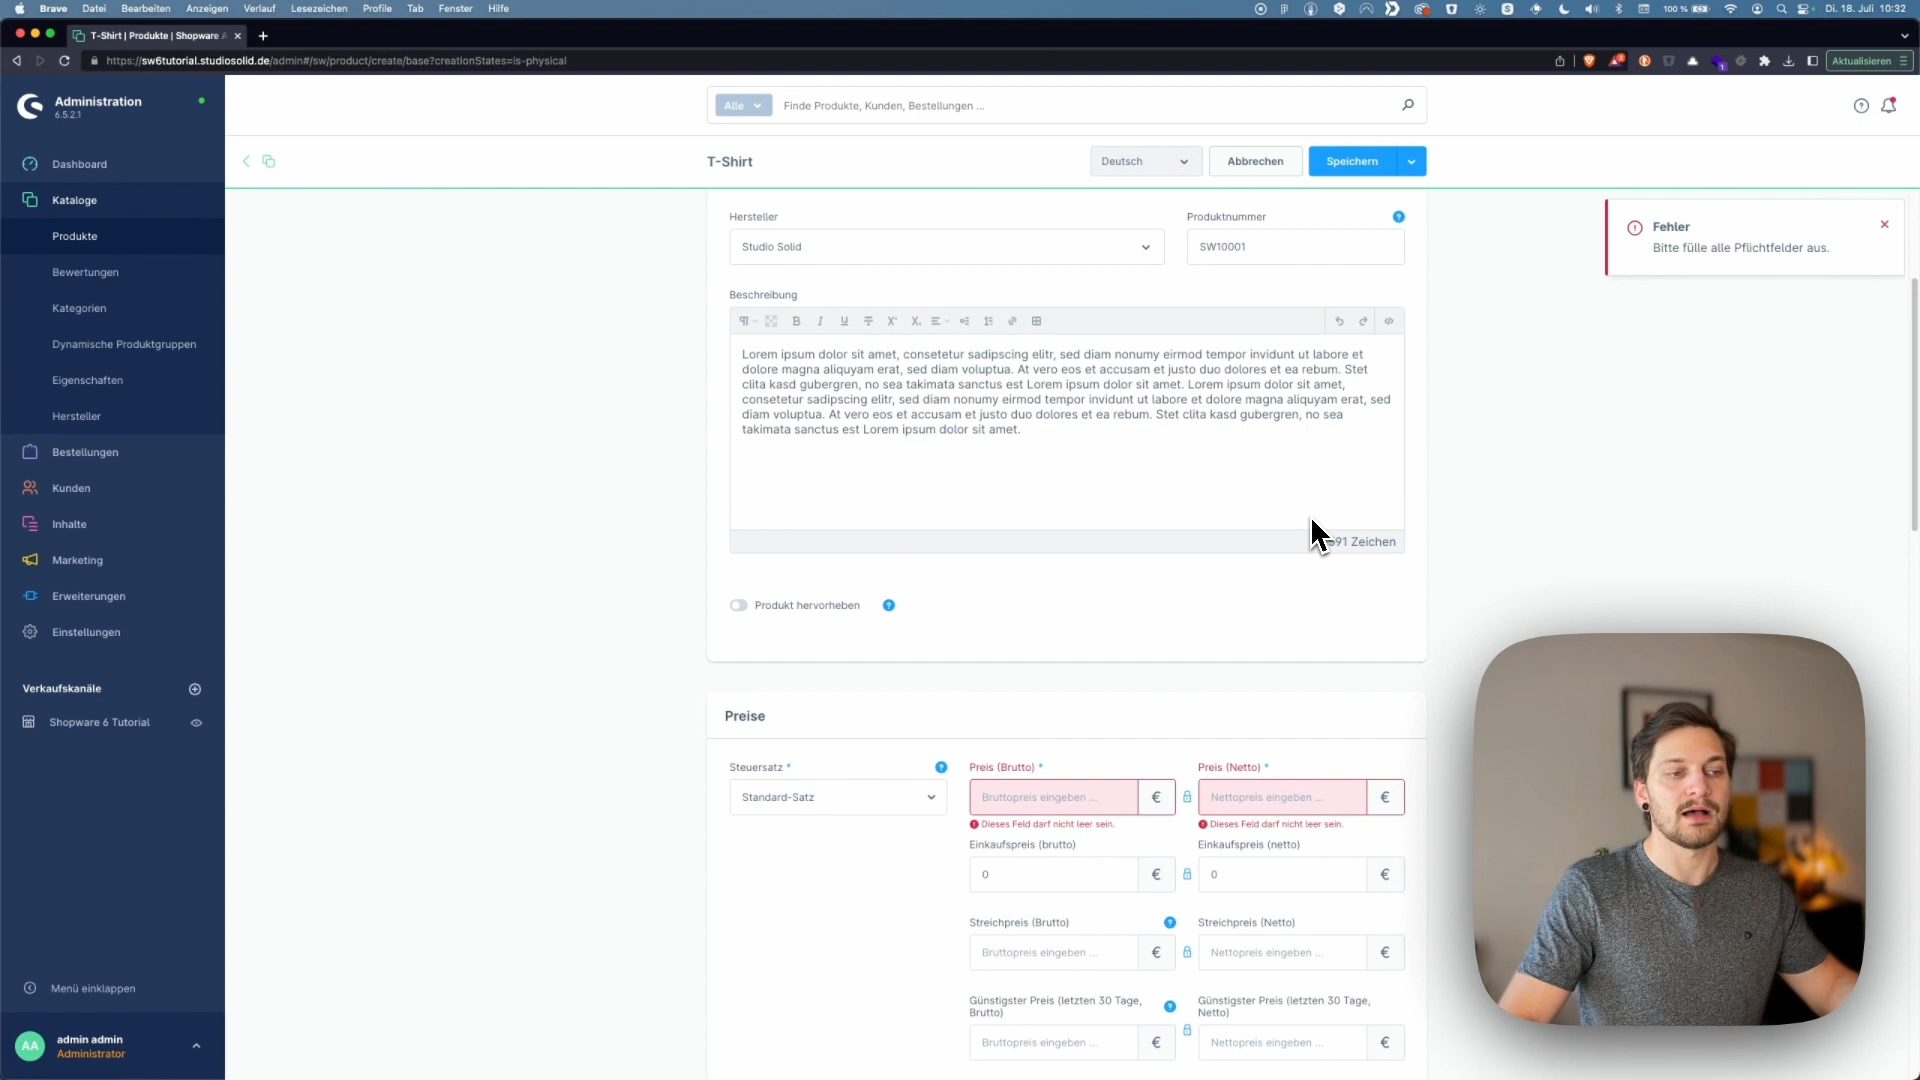 Brave Datei Bearbeiten Anzeigen Verlauf Lesezeichen Profile Tab Fenster Hilfe
100 % Di. 18. Juli 10:32
T-Shirt | Produkte | Shopware A
https://sw6tutorial.studiosolid.de/admin#/sw/product/create/base?creationStates=is-physical
Aktualisieren
Administration
6.5.2.1
Alle
Finde Produkte, Kunden, Bestellungen ...
Dashboard
Kataloge
Produkte
Bewertungen
Kategorien
Dynamische Produktgruppen
Eigenschaften
Hersteller
Bestellungen
Kunden
Inhalte
Marketing
Erweiterungen
Einstellungen
Verkaufskanäle
Shopware 6 Tutorial
Menü einklappen
AA
admin admin
Administrator
T-Shirt
Deutsch
Abbrechen
Speichern
Fehler
Bitte fülle alle Pflichtfelder aus.
Hersteller
Studio Solid
Produktnummer
SW10001
Beschreibung
Lorem ipsum dolor sit amet, consetetur sadipscing elitr, sed diam nonumy eirmod tempor invidunt ut labore et
dolore magna aliquyam erat, sed diam voluptua. At vero eos et accusam et justo duo dolores et ea rebum. Stet
clita kasd gubergren, no sea takimata sanctus est Lorem ipsum dolor sit amet. Lorem ipsum dolor sit amet,
consetetur sadipscing elitr, sed diam nonumy eirmod tempor invidunt ut labore et dolore magna aliquyam erat, sed
diam voluptua. At vero eos et accusam et justo duo dolores et ea rebum. Stet clita kasd gubergren, no sea
takimata sanctus est Lorem ipsum dolor sit amet.
Zeichen
Produkt hervorheben
Preise
Steuersatz *
Standard-Satz
Preis (Brutto) *
Bruttopreis eingeben ... €
Dieses Feld darf nicht leer sein.
Preis (Netto) *
Nettopreis eingeben ... €
Dieses Feld darf nicht leer sein.
Einkaufspreis (brutto)
0 €
Einkaufspreis (netto)
0 €
Streichpreis (Brutto)
Bruttopreis eingeben ... €
Streichpreis (Netto)
Nettopreis eingeben ... €
Günstigster Preis (letzten 30 Tage,
Brutto)
Bruttopreis eingeben ... €
Günstigster Preis (letzten 30 Tage,
Netto)
Nettopreis eingeben ... €